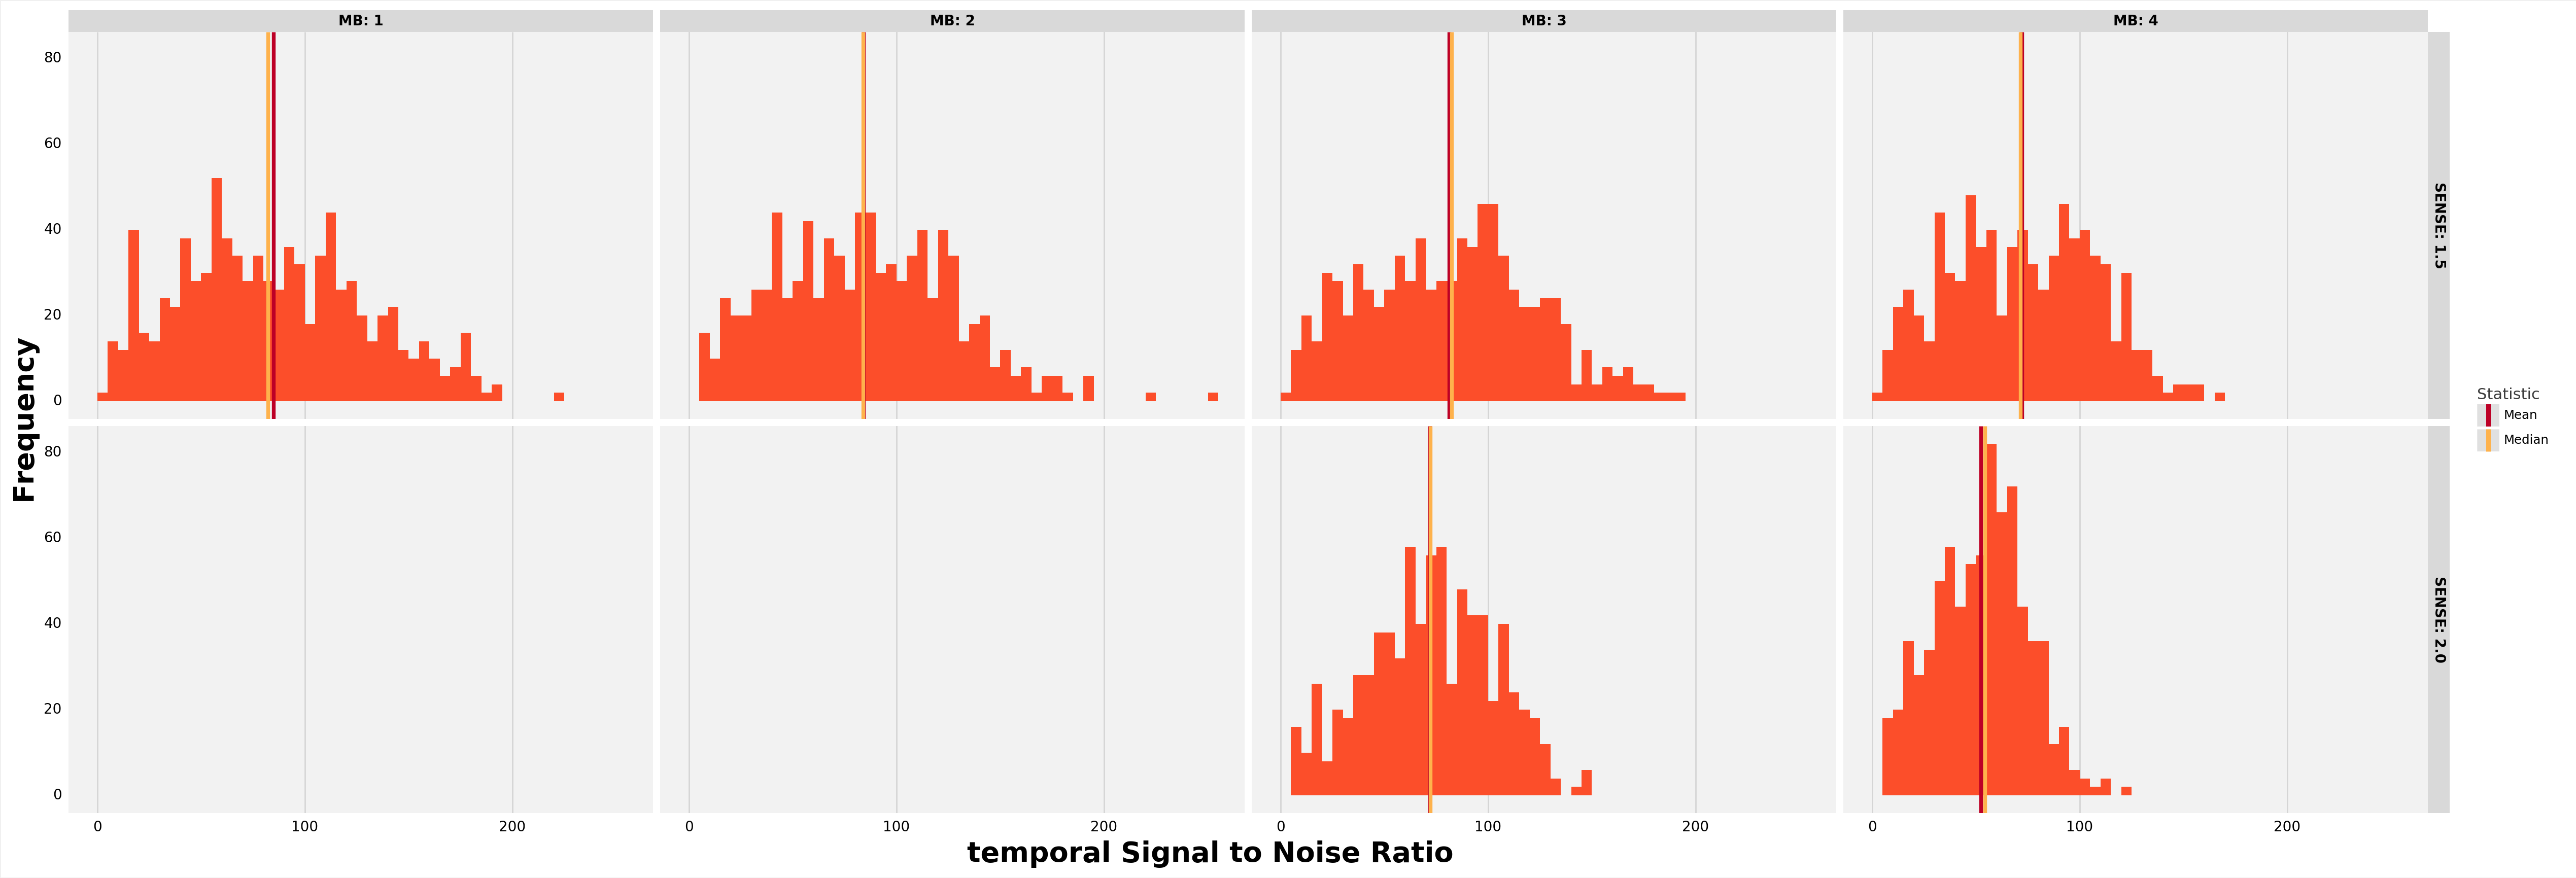 MB: 1 MB: 2 MB: 3 MB: 4
80
60
40
20
0
SENSE: 1.5
80
60
40
20
0
SENSE: 2.0
Frequency
0 100 200 0 100 200 0 100 200 0 100 200
temporal Signal to Noise Ratio
Statistic
Mean
Median